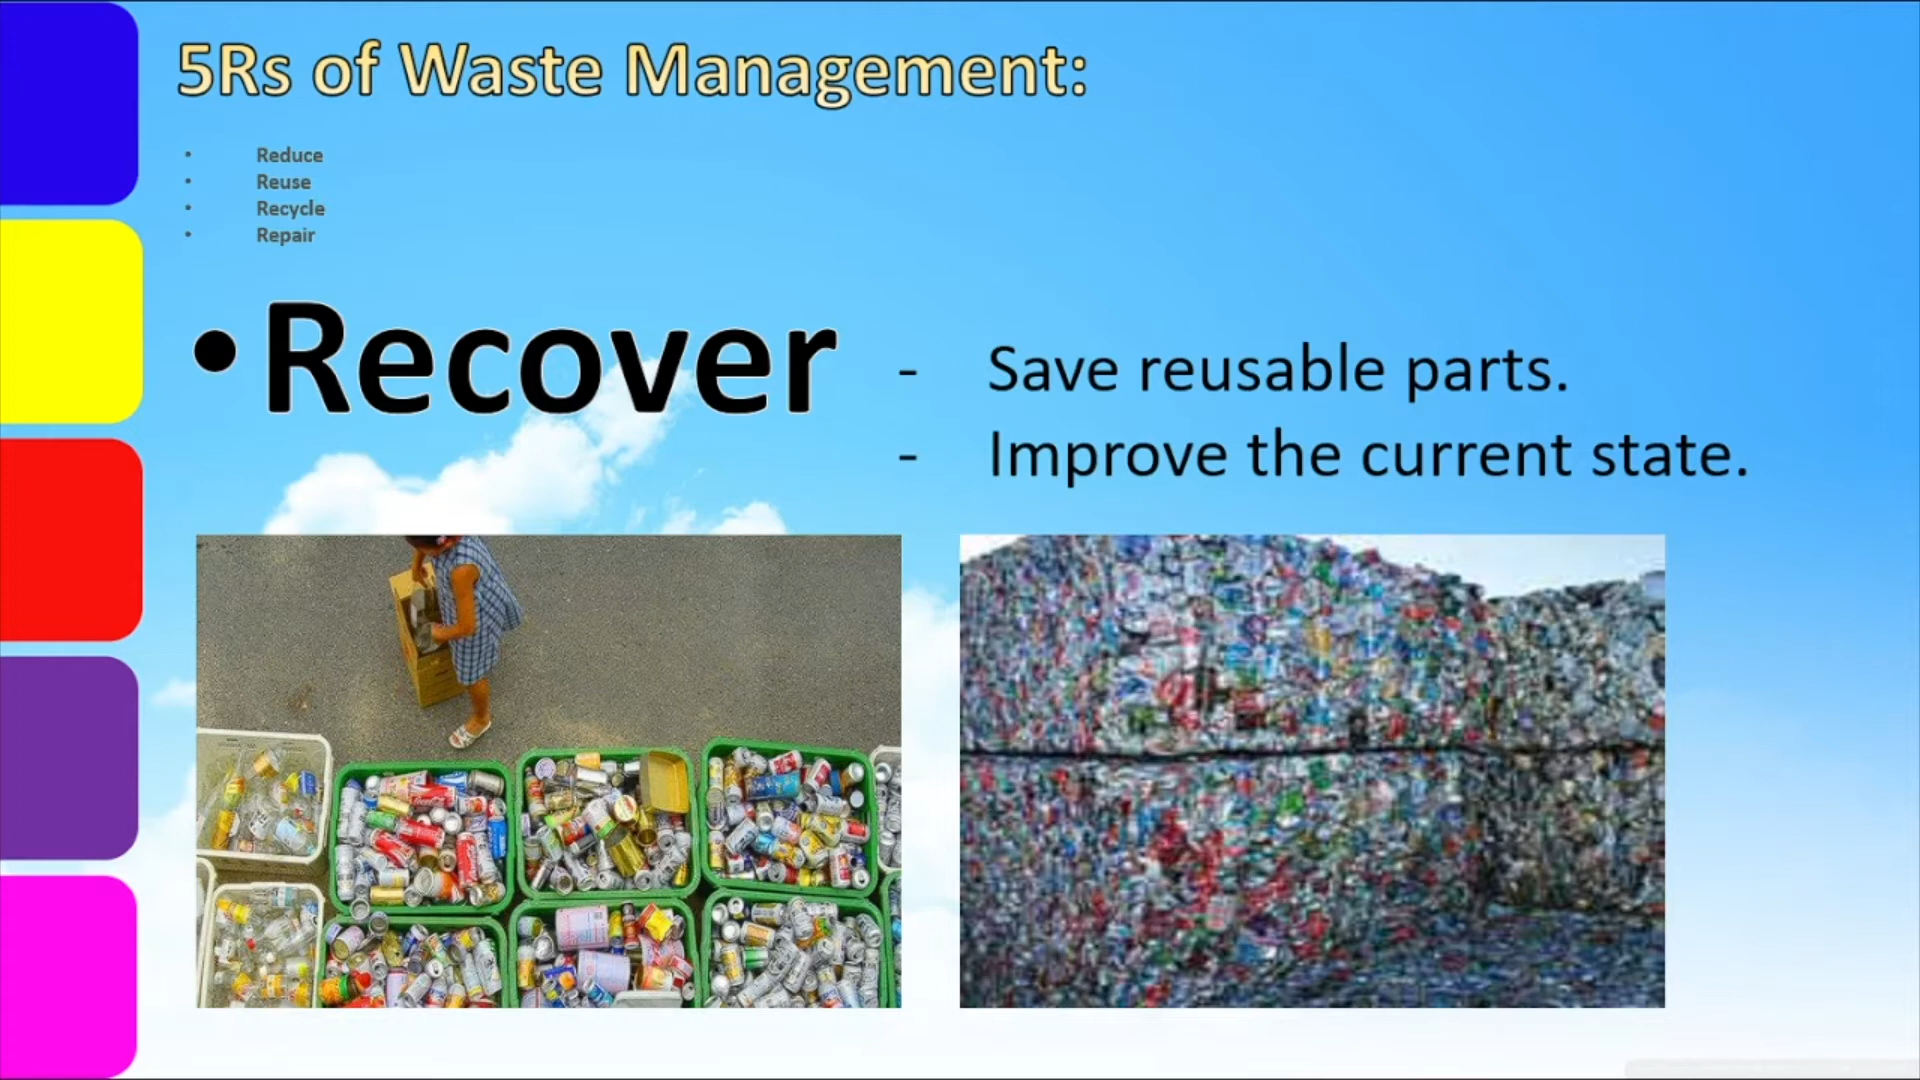 5Rs of Waste Management:
• Reduce
• Reuse
• Recycle
• Repair
• Recover
- Save reusable parts.
- Improve the current state.